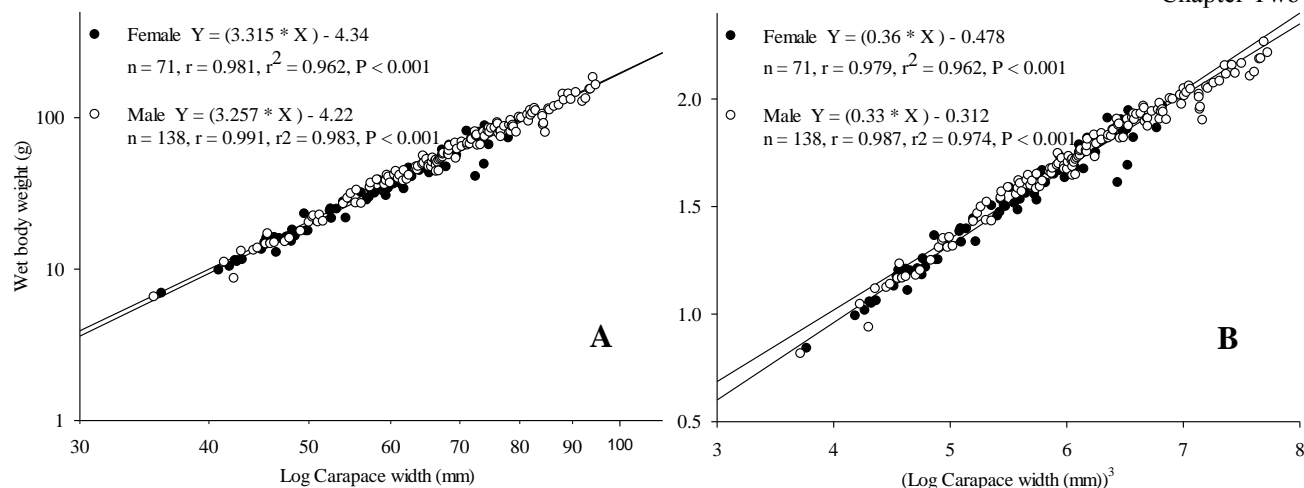 Chapter Two
Female Y = (3.315 * X ) - 4.34
n = 71, r = 0.981, r² = 0.962, P < 0.001
Male Y = (3.257 * X ) - 4.22
n = 138, r = 0.991, r2 = 0.983, P < 0.001
100
10
1
Wet body weight (g)
A
30 40 50 60 70 80 90 100
Log Carapace width (mm)
Female Y = (0.36 * X ) - 0.478
n = 71, r = 0.979, r² = 0.962, P < 0.001
Male Y = (0.33 * X ) - 0.312
n = 138, r = 0.987, r2 = 0.974, P < 0.001
2.0
1.5
1.0
0.5
B
3 4 5 6 7 8
(Log Carapace width (mm))³